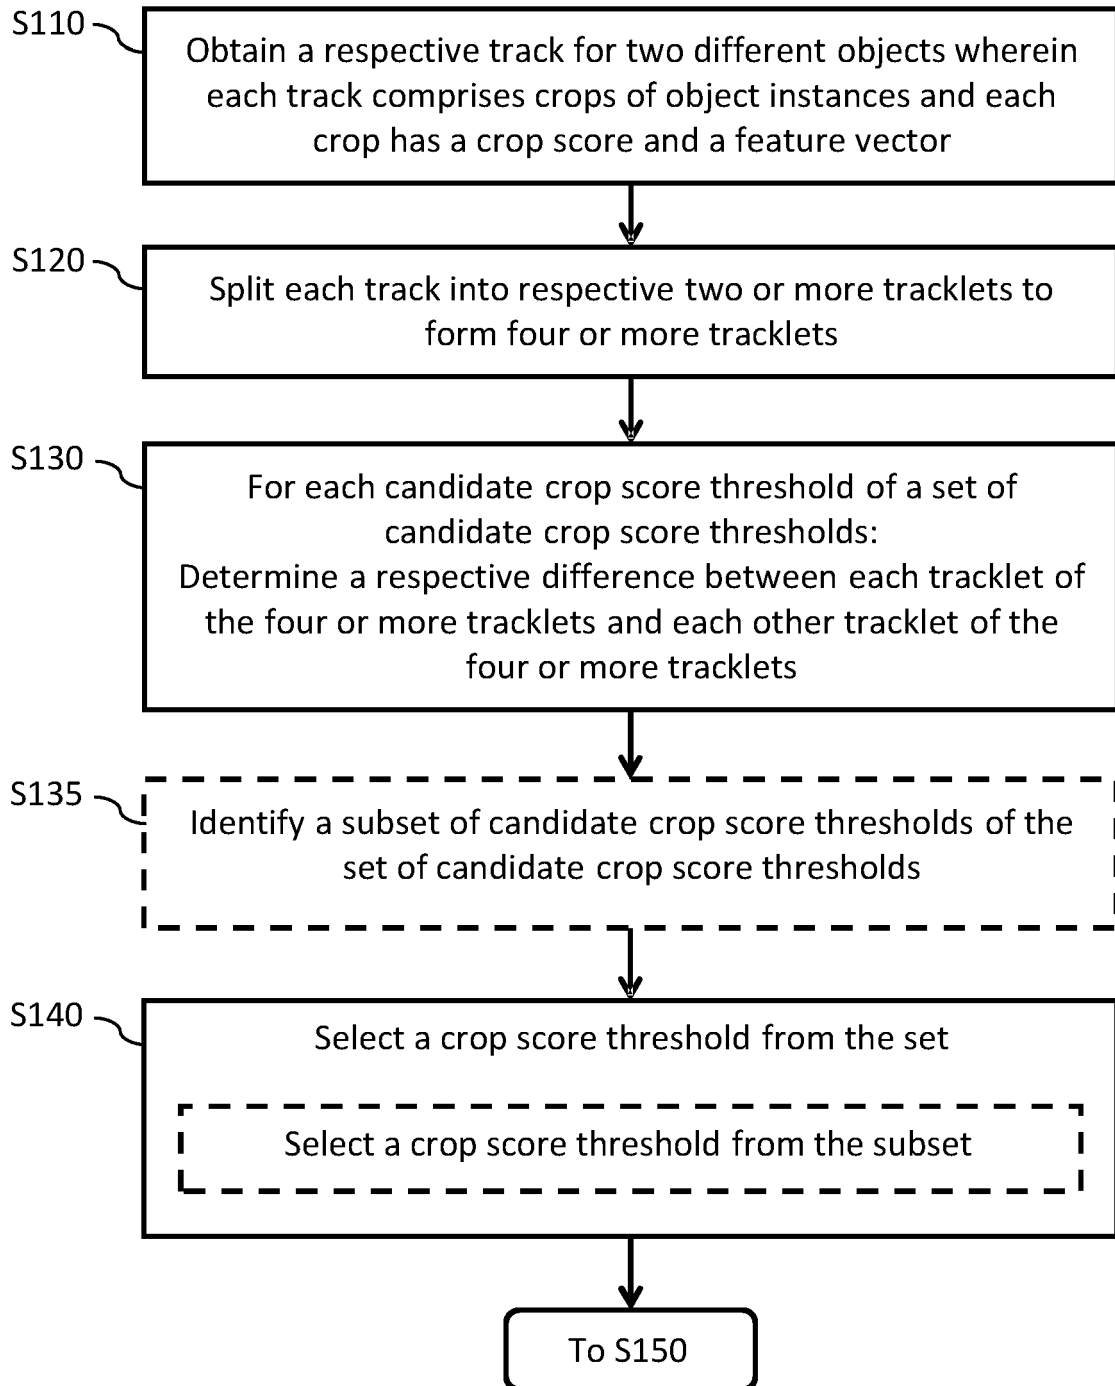 S110
Obtain a respective track for two different objects wherein
each track comprises crops of object instances and each
crop has a crop score and a feature vector
S120
Split each track into respective two or more tracklets to
form four or more tracklets
S130
For each candidate crop score threshold of a set of
candidate crop score thresholds:
Determine a respective difference between each tracklet of
the four or more tracklets and each other tracklet of the
four or more tracklets
S135
Identify a subset of candidate crop score thresholds of the
set of candidate crop score thresholds
S140
Select a crop score threshold from the set
Select a crop score threshold from the subset
To S150